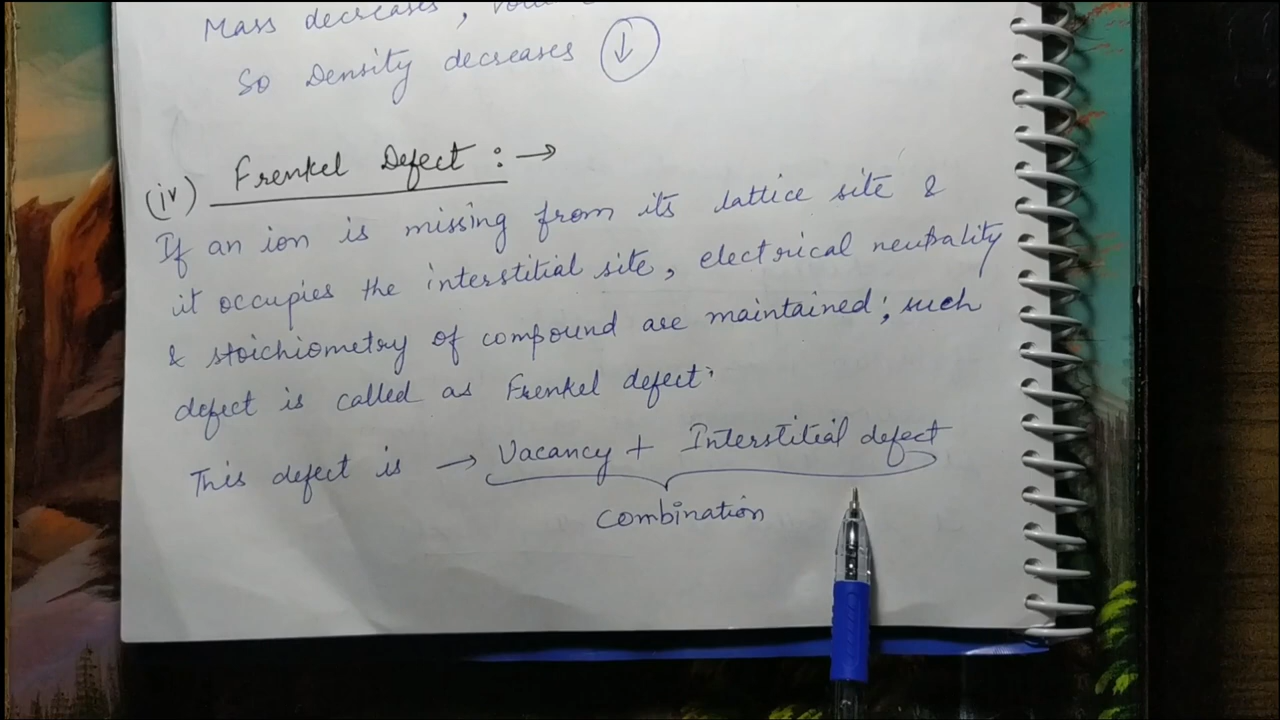 Mass decreases,
So Density decreases ↓
(iv) Frenkel Defect :→
If an ion is missing from its lattice site &
it occupies the interstitial site, electrical neutrality
& stoichiometry of compound are maintained; such
defect is called as Frenkel defect.
This defect is → Vacancy + Interstitial defect
combination